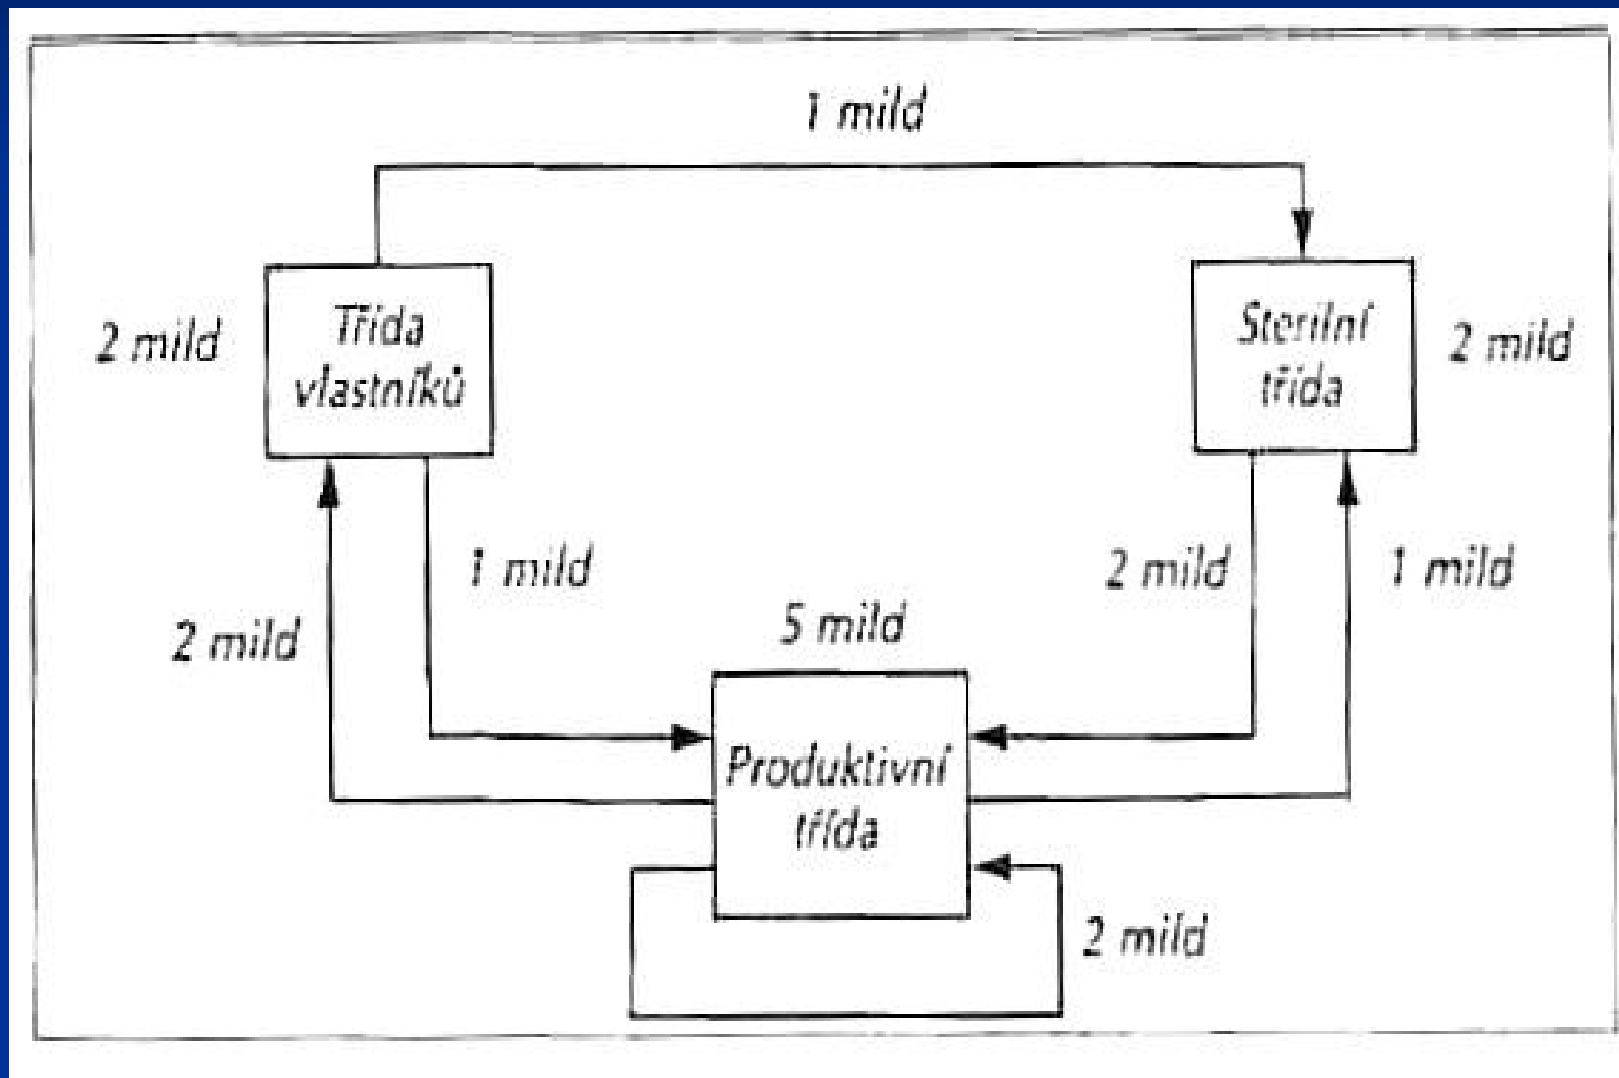 1 mild
2 mild
Třída
vlastníků
Sterilní
třída
2 mild
1 mild
2 mild
1 mild
2 mild
5 mild
Produktivní
třída
2 mild